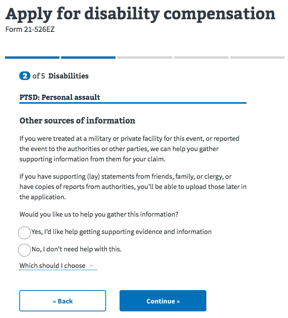 Apply for disability compensation
Form 21-526EZ
2 of 5 Disabilities
PTSD: Personal assault
Other sources of information
If you were treated at a military or private facility for this event, or reported
the event to the authorities or other parties, we can help you gather
supporting information from them for your claim.
If you have supporting (lay) statements from friends, family, or clergy, or
have copies of reports from authorities, you'll be able to upload those later in
the application.
Would you like us to help you gather this information?
Yes, I'd like help getting supporting evidence and information
No, I don't need help with this.
Which should I choose
« Back
Continue »